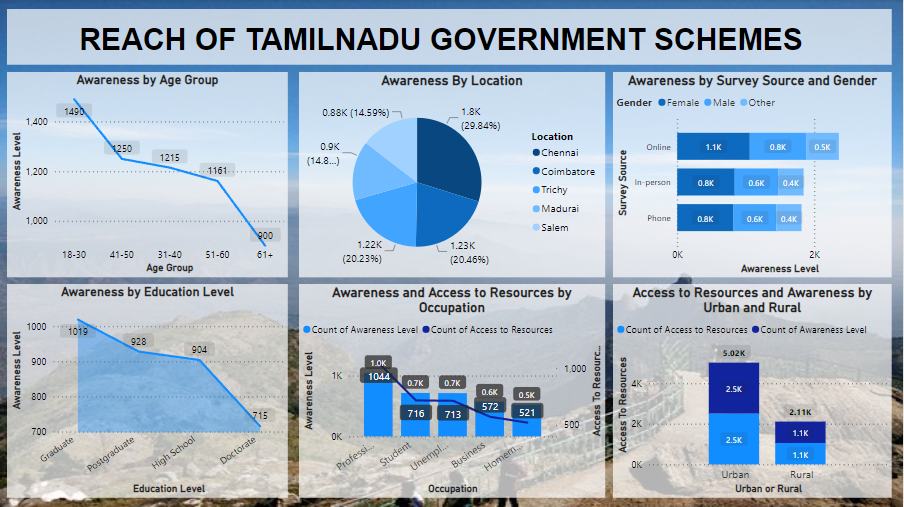 REACH OF TAMILNADU GOVERNMENT SCHEMES
Awareness by Age Group
Awareness Level
1,400
1,200
1,000
1490
1250
1215
1161
900
18-30
41-50
31-40
51-60
61+
Age Group
Awareness By Location
0.88K (14.59%)
1.8K
(29.84%)
0.9K
(14.8...)
1.22K
(20.23%)
1.23K
(20.46%)
Location
Chennai
Coimbatore
Trichy
Madurai
Salem
Awareness by Survey Source and Gender
Gender Female Male Other
Survey Source
Online 1.1K 0.8K 0.5K
In-person 0.8K 0.6K 0.4K
Phone 0.8K 0.6K 0.4K
0K 2K
Awareness Level
Awareness by Education Level
Awareness Level
1000
900
800
700
1019
928
904
715
Graduate
Postgraduate
High School
Doctorate
Education Level
Awareness and Access to Resources by
Occupation
Count of Awareness Level Count of Access to Resources
Awareness Level
1K
0K
1.0K
0.7K
0.7K
0.6K
0.5K
1044
716
713
572
521
1,000
500
Access To Resourc...
Profess...
Student
Unempl...
Business
Homem...
Occupation
Access to Resources and Awareness by
Urban and Rural
Count of Access to Resources Count of Awareness Level
Access To Resources
4K
2K
0K
5.02K
2.5K
2.5K
2.11K
1.1K
1.1K
Urban
Rural
Urban or Rural